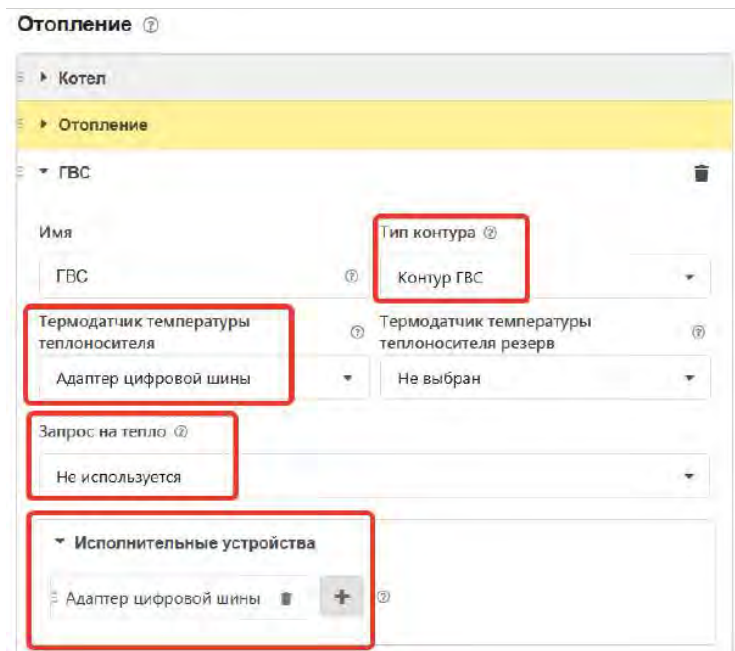 Отопление ?
Котел
Отопление
ГВС
Имя
Тип контура ?
ГВС ?
Контур ГВС
Термодатчик температуры
теплоносителя ?
Термодатчик температуры
теплоносителя резерв ?
Адаптер цифровой шины
Не выбран
Запрос на тепло ?
Не используется
Исполнительные устройства
Адаптер цифровой шины + ?